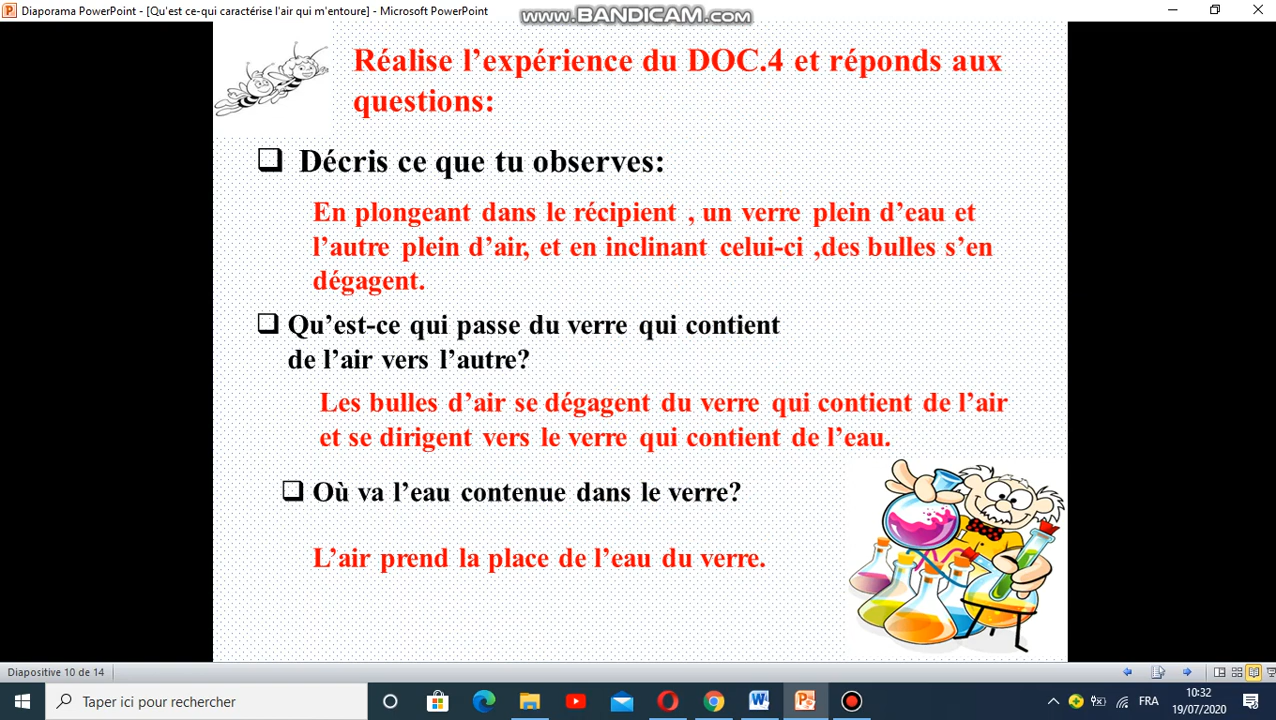 Diaporama PowerPoint - [Qu'est ce-qui caractérise l'air qui m'entoure] - Microsoft PowerPoint
www.BANDICAM.com
Réalise l’expérience du DOC.4 et réponds aux
questions:
Décris ce que tu observes:
En plongeant dans le récipient , un verre plein d’eau et
l’autre plein d’air, et en inclinant celui-ci ,des bulles s’en
dégagent.
Qu’est-ce qui passe du verre qui contient
de l’air vers l’autre?
Les bulles d’air se dégagent du verre qui contient de l’air
et se dirigent vers le verre qui contient de l’eau.
Où va l’eau contenue dans le verre?
L’air prend la place de l’eau du verre.
Diapositive 10 de 14
Taper ici pour rechercher
FRA
10:32
19/07/2020